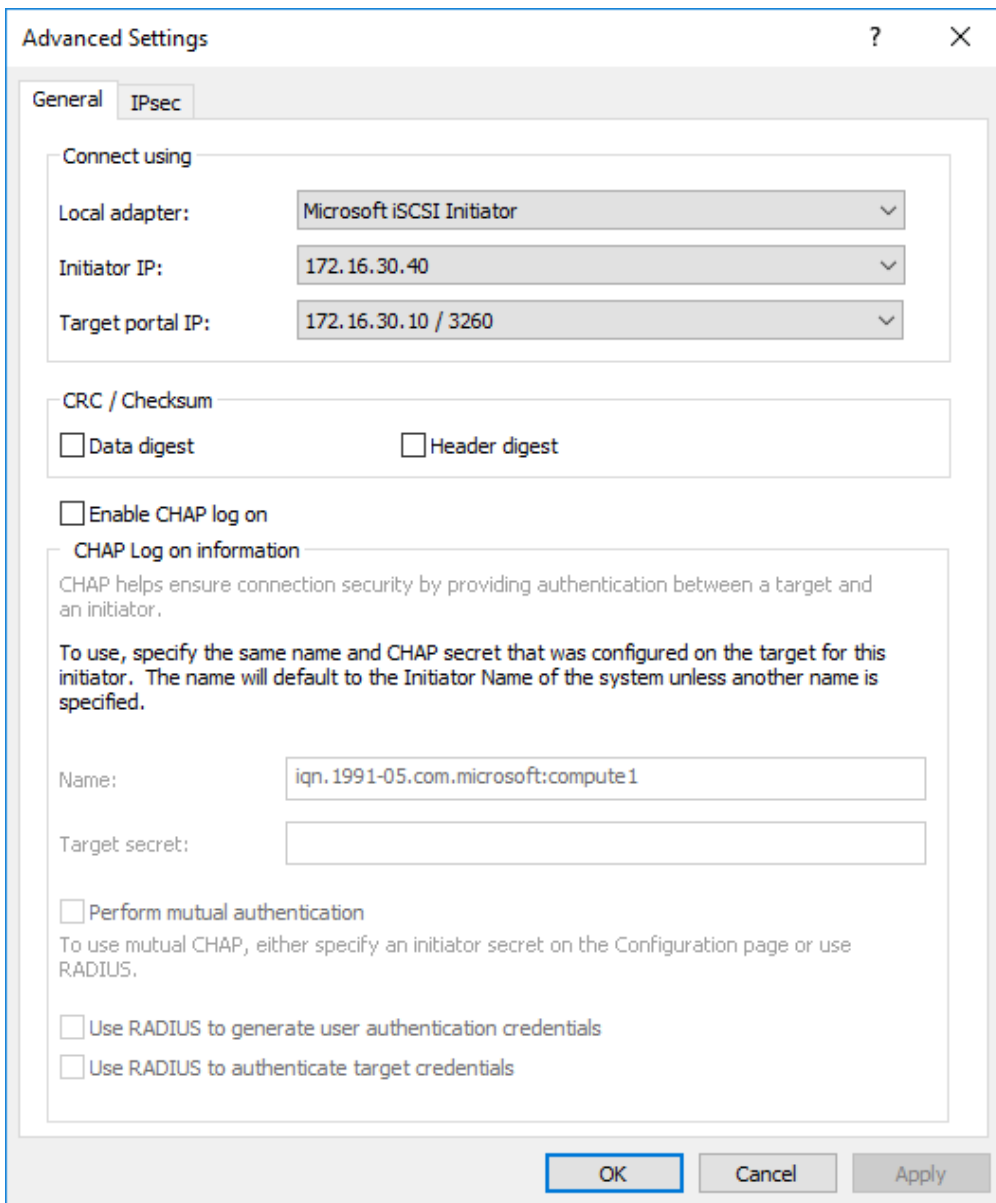 Advanced Settings ?
General IPsec
Connect using
Local adapter: Microsoft iSCSI Initiator
Initiator IP: 172.16.30.40
Target portal IP: 172.16.30.10 / 3260
CRC / Checksum
Data digest Header digest
Enable CHAP log on
CHAP Log on information
CHAP helps ensure connection security by providing authentication between a target and
an initiator.
To use, specify the same name and CHAP secret that was configured on the target for this
initiator.  The name will default to the Initiator Name of the system unless another name is
specified.
Name: iqn.1991-05.com.microsoft:compute1
Target secret:
Perform mutual authentication
To use mutual CHAP, either specify an initiator secret on the Configuration page or use
RADIUS.
Use RADIUS to generate user authentication credentials
Use RADIUS to authenticate target credentials
OK Cancel Apply